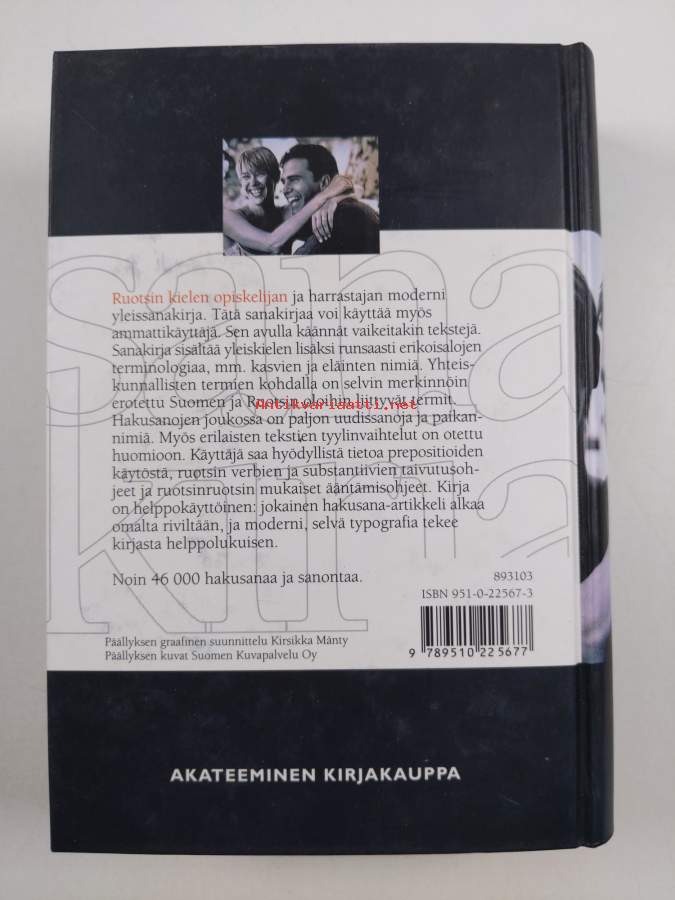 sana
kirja
Ruotsin kielen opiskelijan ja harrastajan moderni
yleissanakirja. Tätä sanakirjaa voi käyttää myös
ammattikäyttäjä. Sen avulla käännät vaikeitakin tekstejä.
Sanakirja sisältää yleiskielen lisäksi runsaasti erikoisalojen
terminologiaa, mm. kasvien ja eläinten nimiä. Yhteis-
kunnallisten termien kohdalla on selvin merkinnöin
erotettu Suomen ja Ruotsin oloihin liittyvät termit.
Antikvariaatti.net
Hakusanojen joukossa on paljon uudissanoja ja paikan-
nimiä. Myös erilaisten tekstien tyylinvaihtelut on otettu
huomioon. Käyttäjä saa hyödyllistä tietoa prepositioiden
käytöstä, ruotsin verbien ja substantiivien taivutusoh-
jeet ja ruotsinruotsin mukaiset ääntämisohjeet. Kirja
on helppokäyttöinen: jokainen hakusana-artikkeli alkaa
omalta riviltään, ja moderni, selvä typografia tekee
kirjasta helppolukuisen.
Noin 46 000 hakusanaa ja sanontaa.
893103
ISBN 951-0-22567-3
9 789510 225677
Päällyksen graafinen suunnittelu Kirsikka Mänty
Päällyksen kuvat Suomen Kuvapalvelu Oy
AKATEEMINEN KIRJAKAUPPA